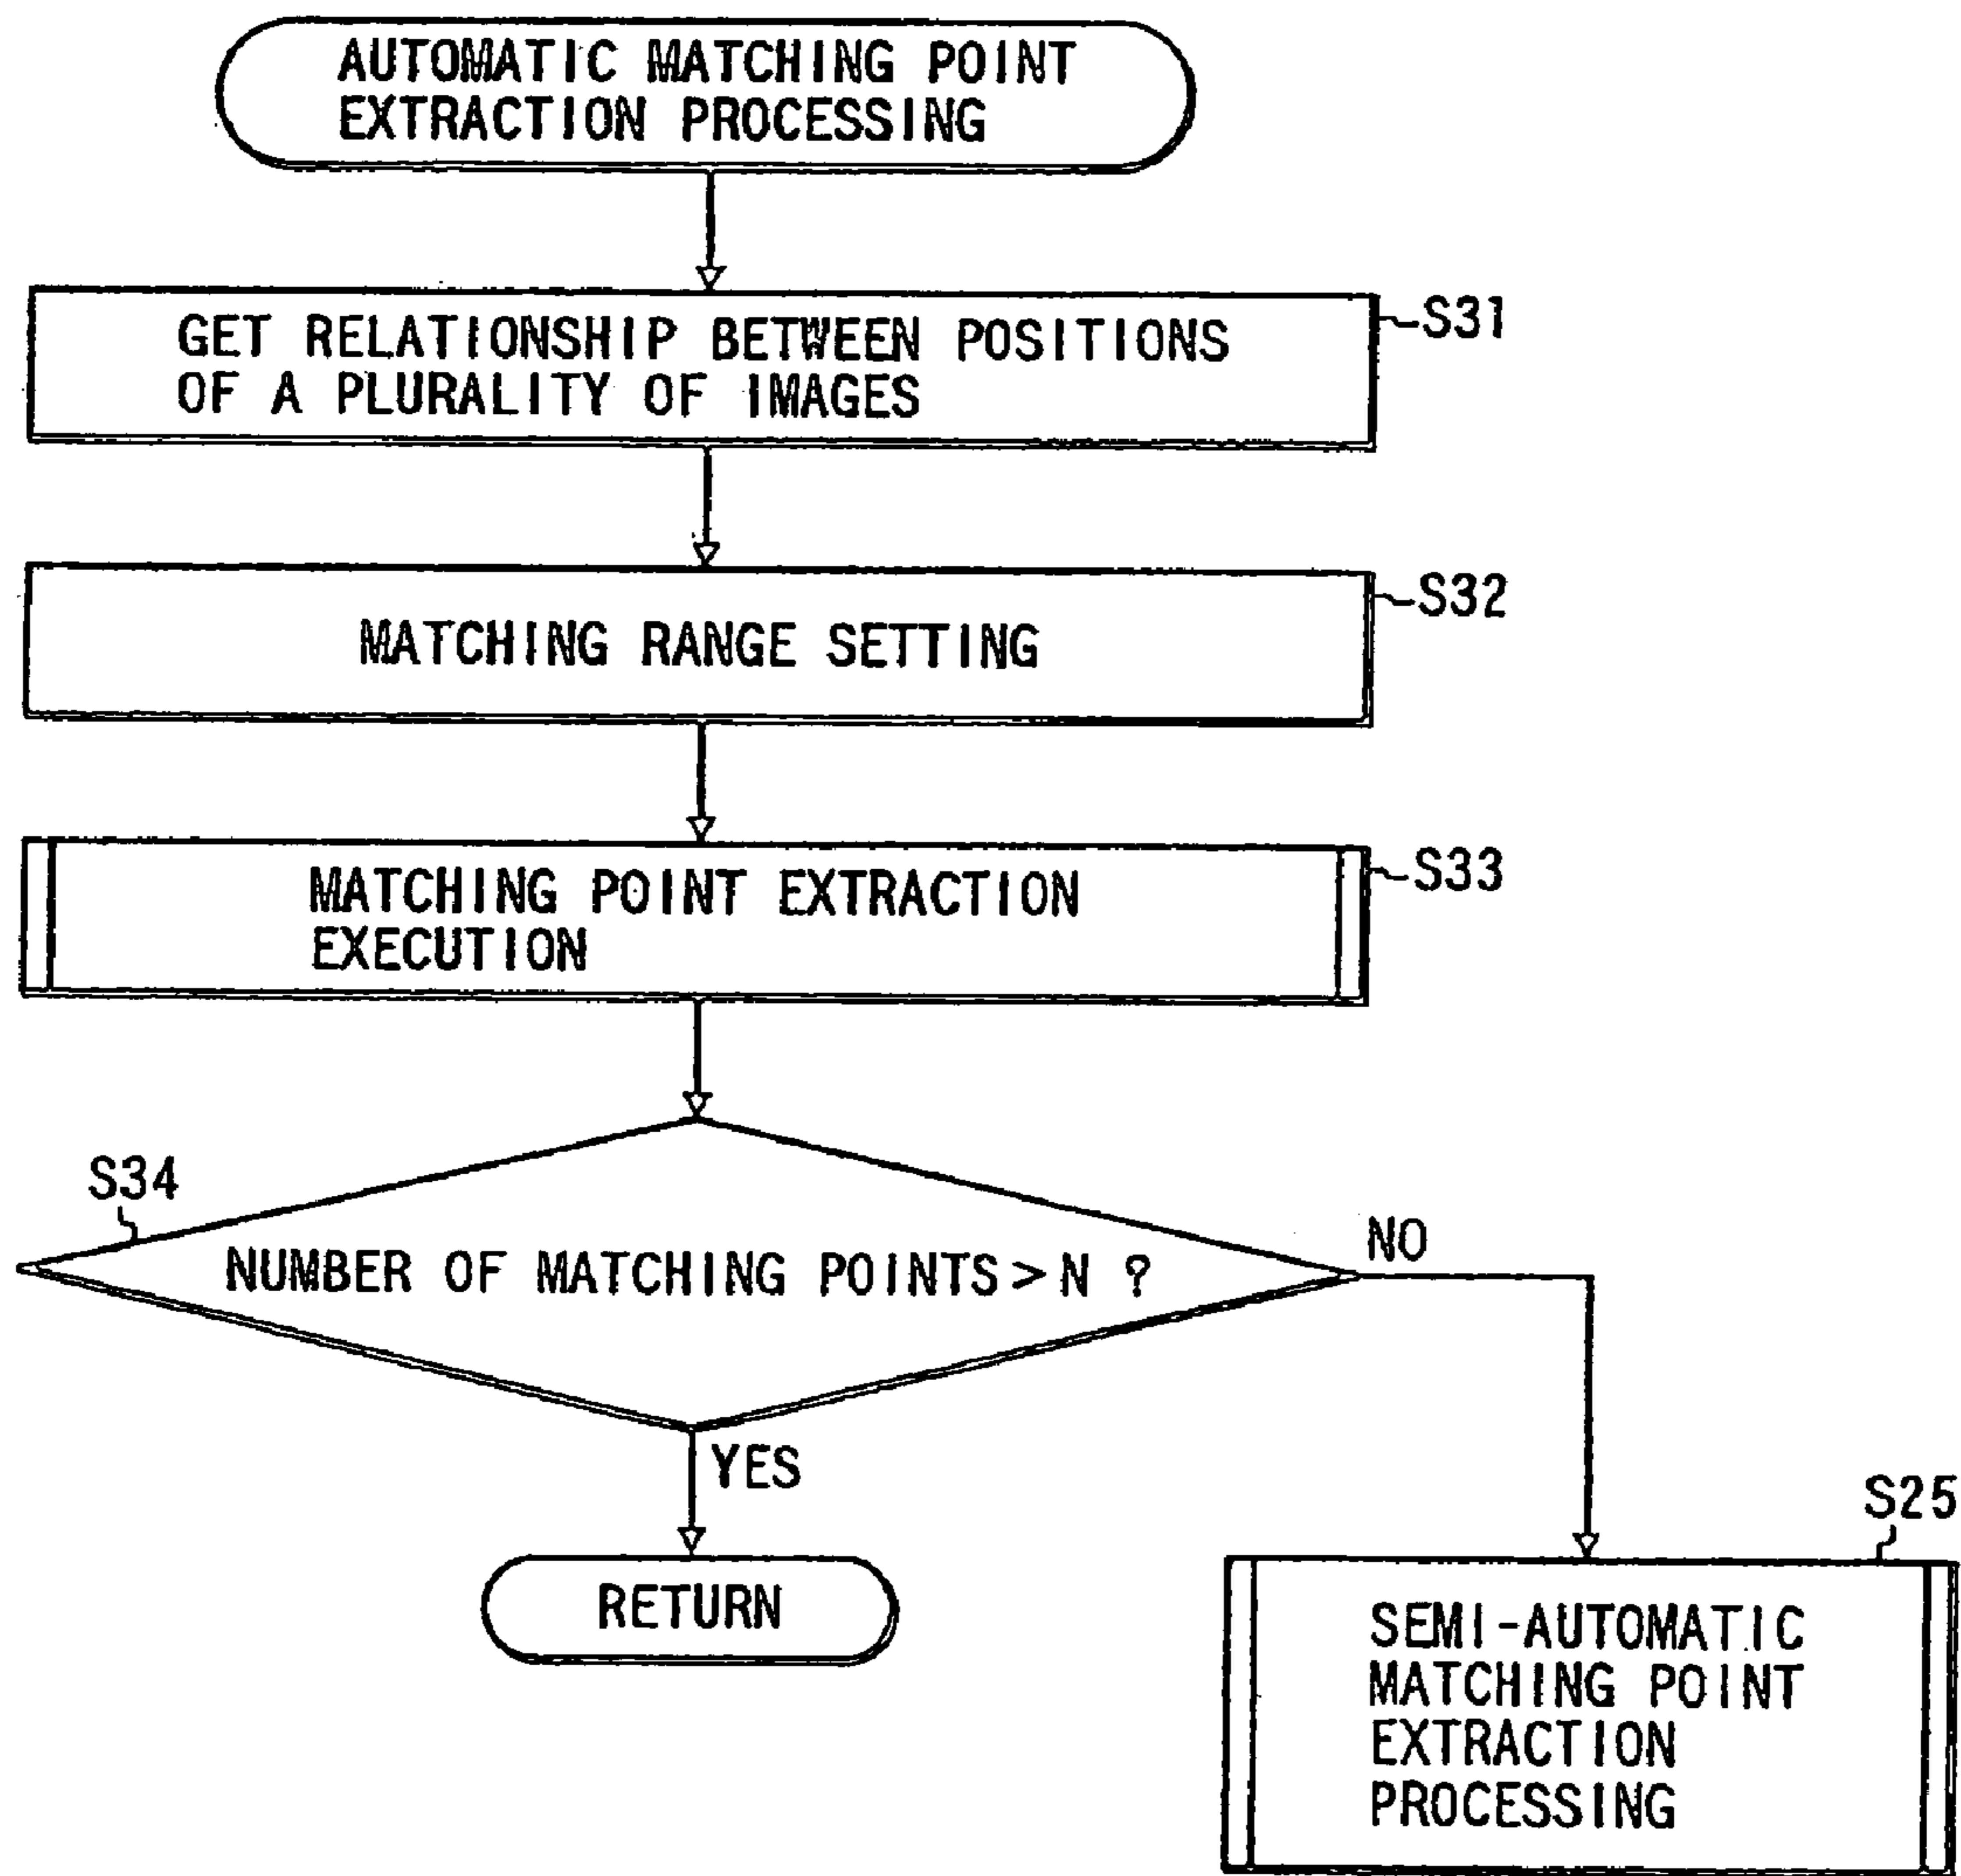 AUTOMATIC MATCHING POINT
EXTRACTION PROCESSING
GET RELATIONSHIP BETWEEN POSITIONS
OF A PLURALITY OF IMAGES
S31
MATCHING RANGE SETTING
S32
MATCHING POINT EXTRACTION
EXECUTION
S33
S34
NUMBER OF MATCHING POINTS>N ?
NO
YES
RETURN
S25
SEMI-AUTOMATIC
MATCHING POINT
EXTRACTION
PROCESSING